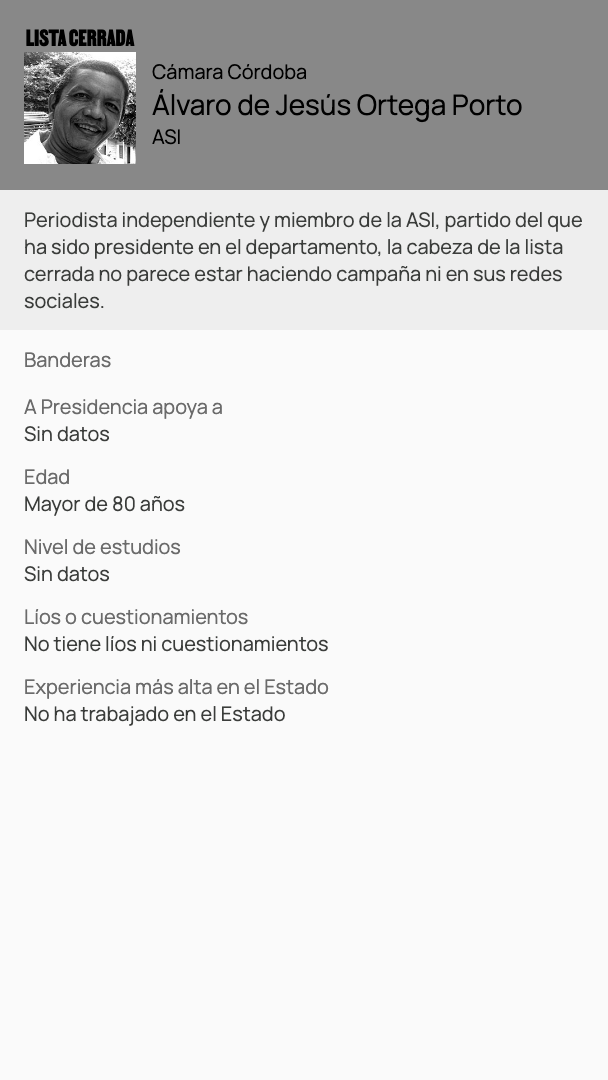 LISTA CERRADA
Cámara Córdoba
Álvaro de Jesús Ortega Porto
ASI
Periodista independiente y miembro de la ASI, partido del que
ha sido presidente en el departamento, la cabeza de la lista
cerrada no parece estar haciendo campaña ni en sus redes
sociales.
Banderas
A Presidencia apoya a
Sin datos
Edad
Mayor de 80 años
Nivel de estudios
Sin datos
Líos o cuestionamientos
No tiene líos ni cuestionamientos
Experiencia más alta en el Estado
No ha trabajado en el Estado